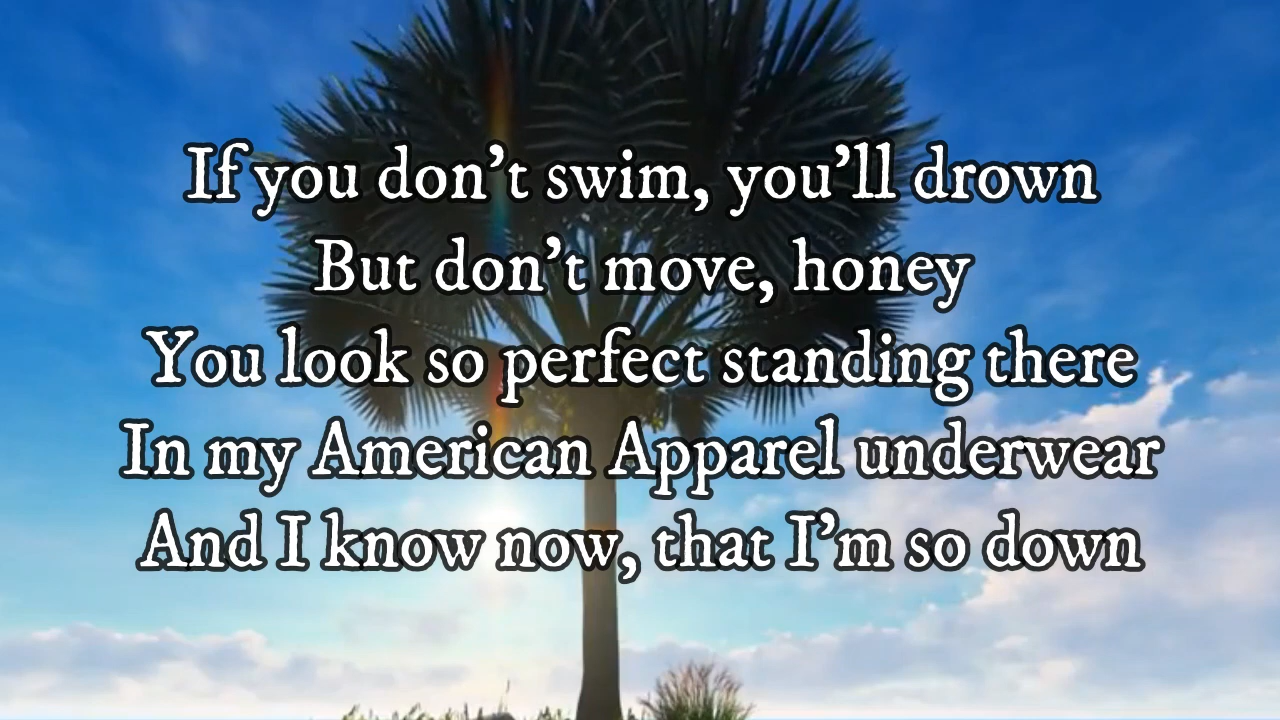 If you don't swim, you'll drown
But don't move, honey
You look so perfect standing there
In my American Apparel underwear
And I know now, that I'm so down